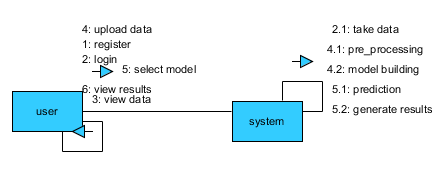 4: upload data
1: register
2: login
5: select model
6: view results
3: view data
user
2.1: take data
4.1: pre_processing
4.2: model building
5.1: prediction
5.2: generate results
system